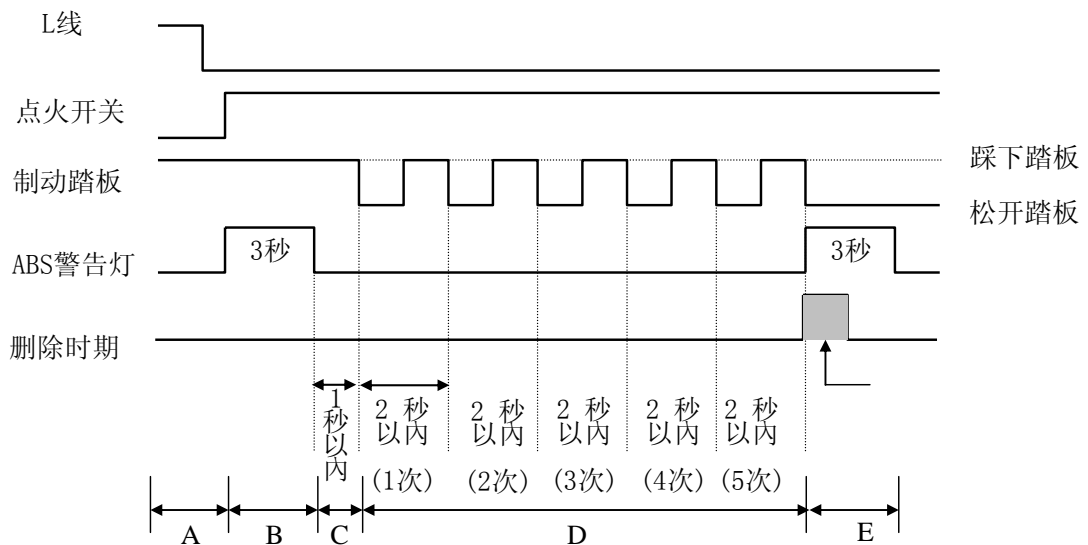 L线
点火开关
制动踏板
踩下踏板
松开踏板
ABS警告灯
3秒
3秒
删除时期
1秒以内
2 秒以内
(1次)
2 秒以内
(2次)
2 秒以内
(3次)
2 秒以内
(4次)
2 秒以内
(5次)
A
B
C
D
E